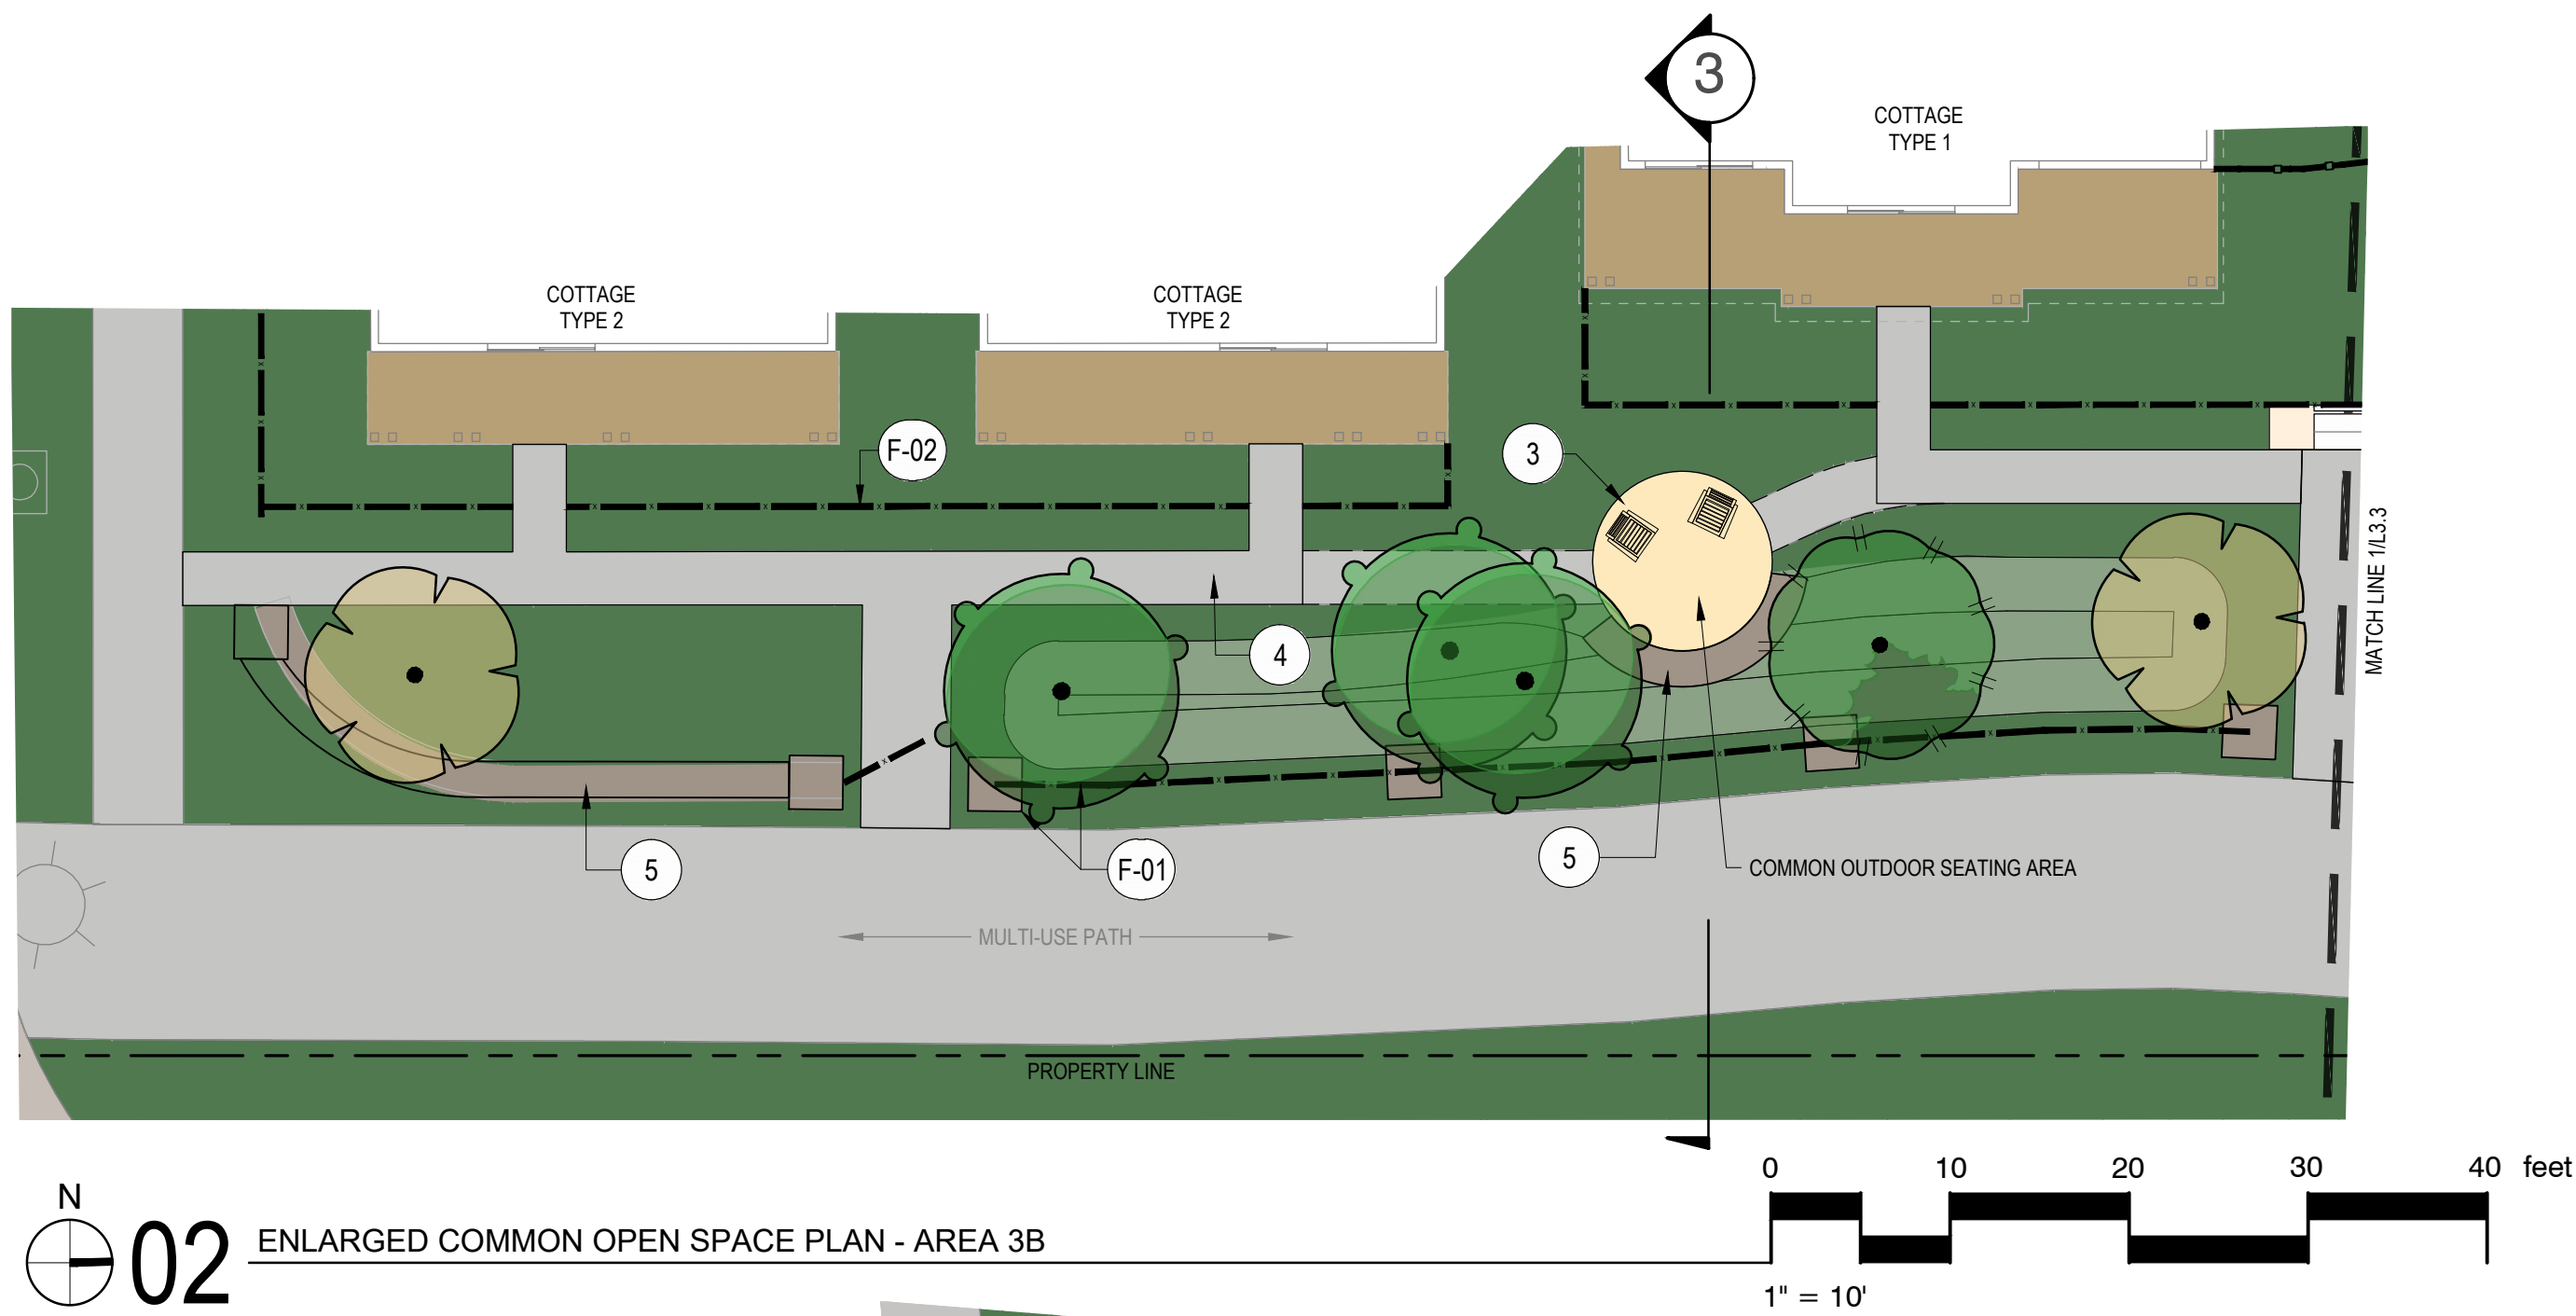 3
COTTAGE
TYPE 1
COTTAGE
TYPE 2
COTTAGE
TYPE 2
F-02
3
4
MATCH LINE 1/L3.3
5
F-01
5
COMMON OUTDOOR SEATING AREA
MULTI-USE PATH
PROPERTY LINE
0 10 20 30 40 feet
1" = 10'
N
02
ENLARGED COMMON OPEN SPACE PLAN - AREA 3B